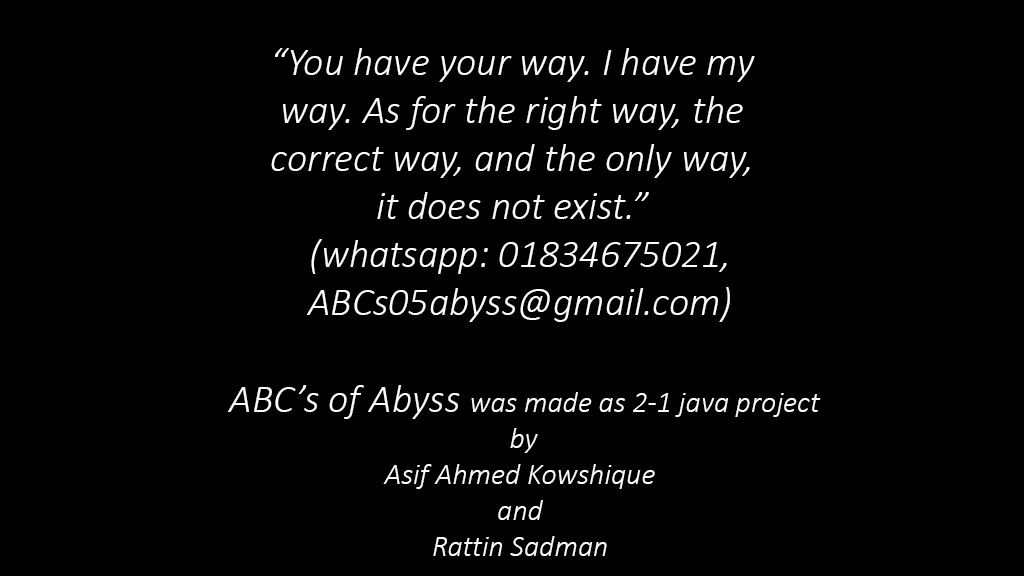 “You have your way. I have my
way. As for the right way, the
correct way, and the only way,
it does not exist.”
(whatsapp: 01834675021,
ABCs05abyss@gmail.com)
ABC’s of Abyss was made as 2-1 java project
by
Asif Ahmed Kowshique
and
Rattin Sadman